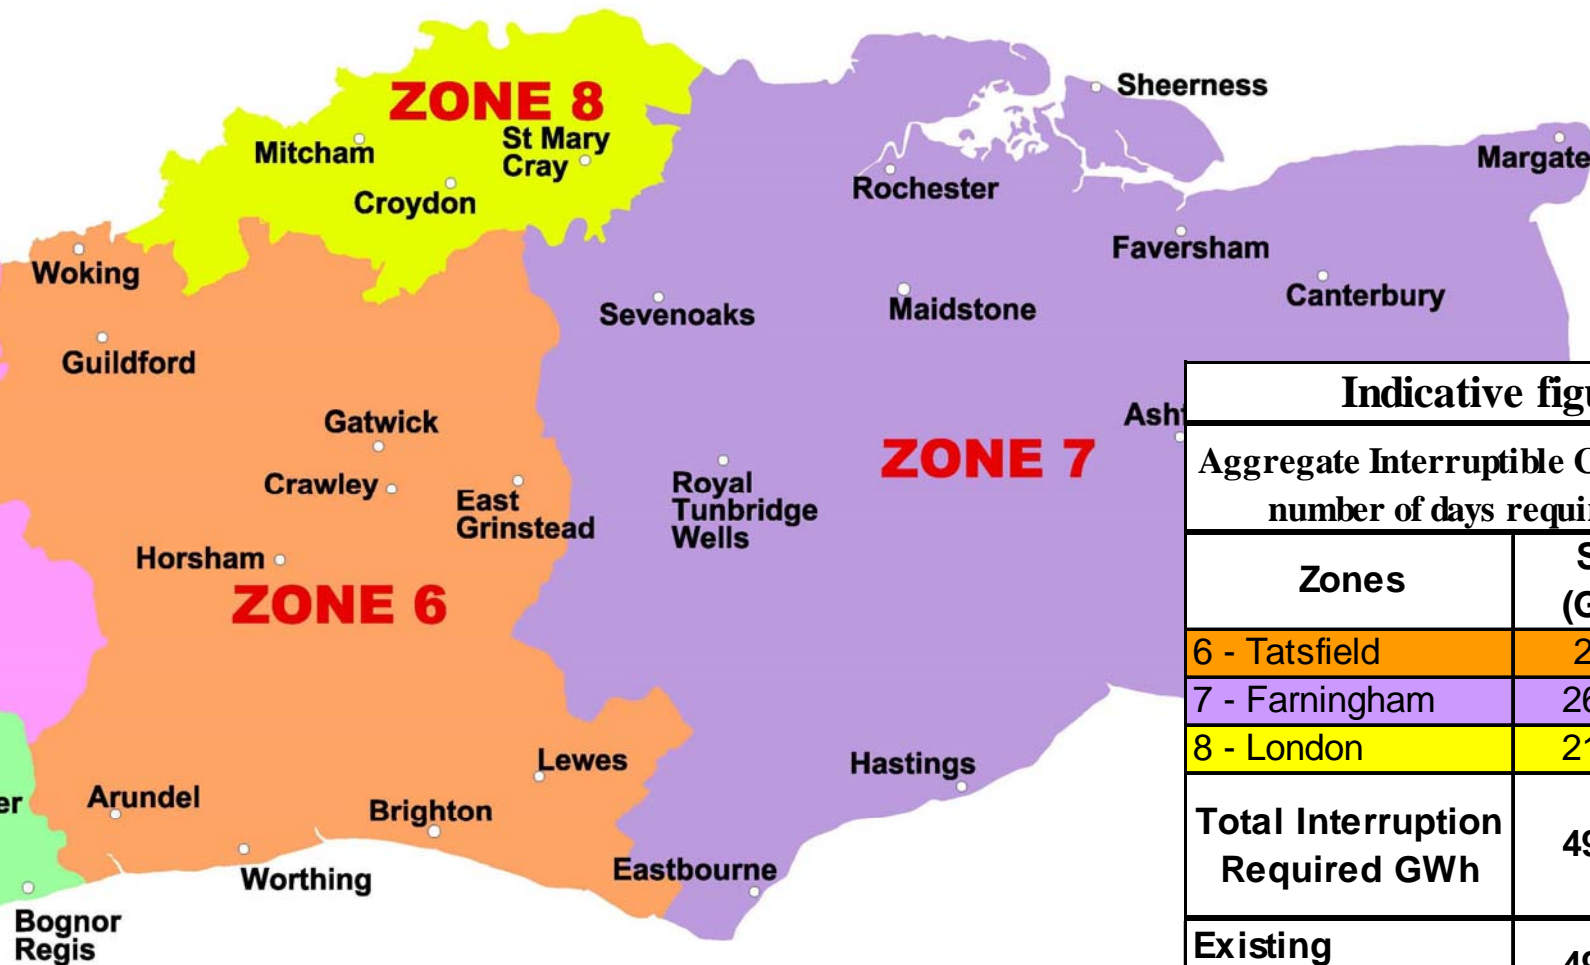 ZONE 8
Sheerness
Mitcham
St Mary
Cray
Margate
Croydon
Rochester
Faversham
Woking
Sevenoaks
Maidstone
Canterbury
Guildford
Gatwick
Crawley
East
Grinstead
Royal
Tunbridge
Wells
ZONE 7
Horsham
ZONE 6
Lewes
Hastings
Arundel
Brighton
Worthing
Eastbourne
Bognor
Regis
Indicative
Aggregate Interruptible
number of days
Zones
6 - Tatsfield
7 - Farningham
8 - London
Total Interruption
Required GWh
Existing